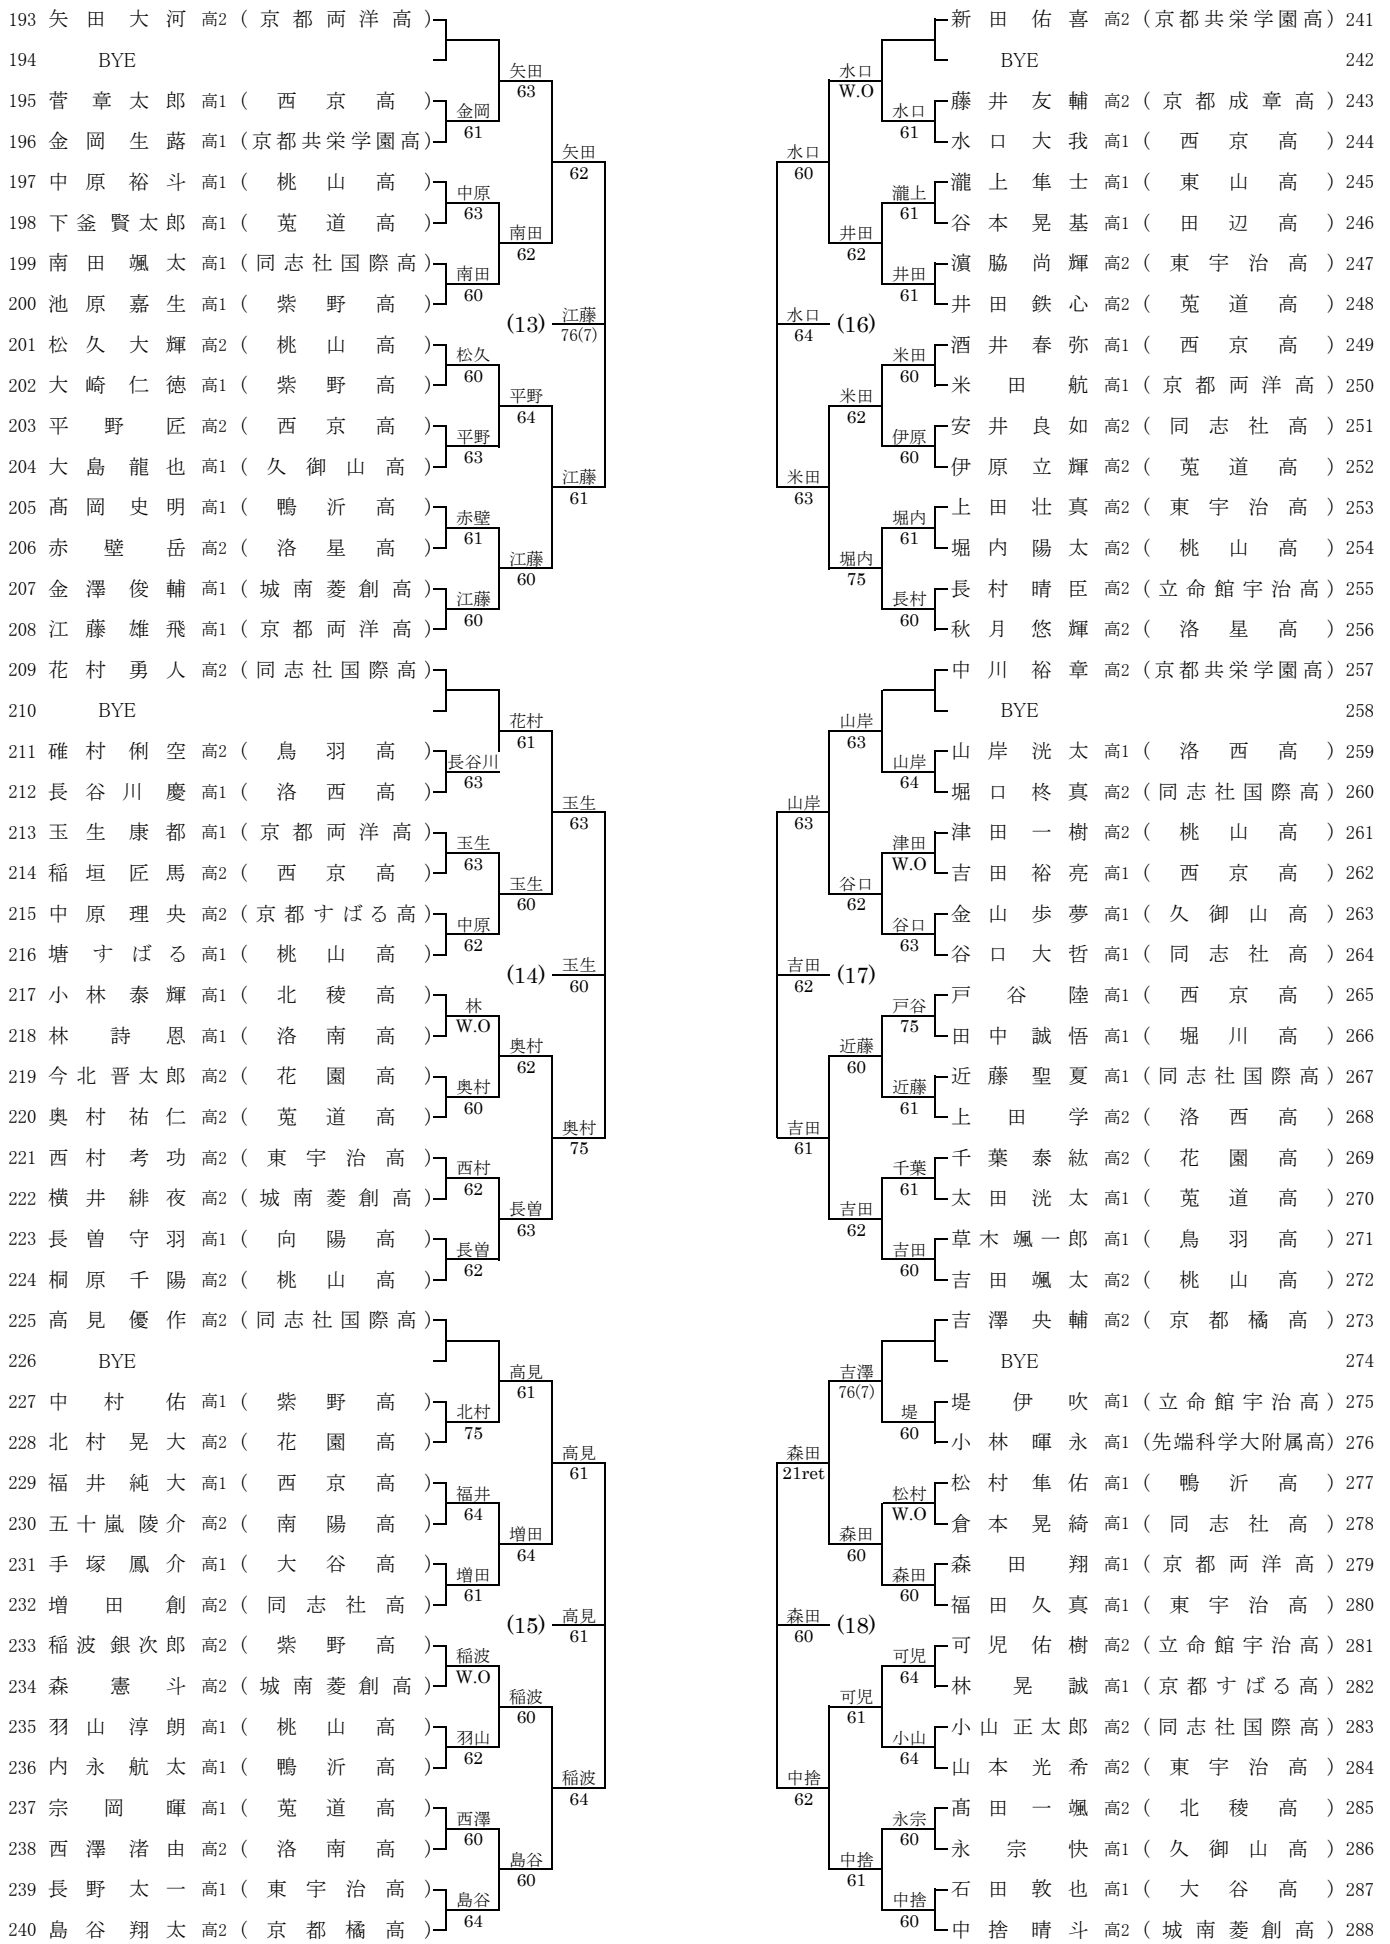 193 矢田大河 高2 (京都両洋高)
194 BYE
矢田
63
195 菅章太郎 高1 (西京高)
金岡
61
196 金岡生蕗 高1 (京都共栄学園高)
矢田
62
197 中原裕斗 高1 (桃山高)
中原
63
198 下釜賢太郎 高1 (莵道高)
南田
62
199 南田颯太 高1 (同志社国際高)
南田
60
200 池原嘉生 高1 (紫野高)
(13) 江藤
76(7)
201 松久大輝 高2 (桃山高)
松久
60
202 大崎仁徳 高1 (紫野高)
平野
64
203 平野匠 高2 (西京高)
平野
63
204 大島龍也 高1 (久御山高)
江藤
61
205 髙岡史明 高1 (鴨沂高)
赤壁
61
206 赤壁岳 高2 (洛星高)
江藤
60
207 金澤俊輔 高1 (城南菱創高)
江藤
60
208 江藤雄飛 高1 (京都両洋高)
209 花村勇人 高2 (同志社国際高)
210 BYE
花村
61
211 碓村俐空 高2 (鳥羽高)
長谷川
63
212 長谷川慶 高1 (洛西高)
玉生
63
213 玉生康都 高1 (京都両洋高)
玉生
63
214 稲垣匠馬 高2 (西京高)
玉生
60
215 中原理央 高2 (京都すばる高)
中原
62
216 塘すばる 高1 (桃山高)
(14) 玉生
60
217 小林泰輝 高1 (北稜高)
林
W.O
218 林詩恩 高1 (洛南高)
奥村
62
219 今北晋太郎 高2 (花園高)
奥村
60
220 奥村祐仁 高2 (莵道高)
奥村
75
221 西村考功 高2 (東宇治高)
西村
62
222 横井緋夜 高2 (城南菱創高)
長曽
63
223 長曽守羽 高1 (向陽高)
長曽
62
224 桐原千陽 高2 (桃山高)
225 高見優作 高2 (同志社国際高)
226 BYE
高見
61
227 中村佑 高1 (紫野高)
北村
75
228 北村晃大 高2 (花園高)
高見
61
229 福井純大 高1 (西京高)
福井
64
230 五十嵐陵介 高2 (南陽高)
増田
64
231 手塚鳳介 高1 (大谷高)
増田
61
232 増田創 高2 (同志社高)
(15) 高見
61
233 稲波銀次郎 高2 (紫野高)
稲波
W.O
234 森憲斗 高2 (城南菱創高)
稲波
60
235 羽山淳朗 高1 (桃山高)
羽山
62
236 内永航太 高1 (鴨沂高)
稲波
64
237 宗岡暉 高1 (莵道高)
西澤
60
238 西澤渚由 高2 (洛南高)
島谷
60
239 長野太一 高1 (東宇治高)
島谷
64
240 島谷翔太 高2 (京都橘高)
新田佑喜 高2 (京都共栄学園高) 241
BYE 242
水口
W.O
藤井友輔 高2 (京都成章高) 243
水口
61
水口大我 高1 (西京高) 244
水口
60
瀧上隼士 高1 (東山高) 245
瀧上
61
谷本晃基 高1 (田辺高) 246
井田
62
濵脇尚輝 高2 (東宇治高) 247
井田
61
井田鉄心 高2 (莵道高) 248
水口 (16)
64
酒井春弥 高1 (西京高) 249
米田
60
米田航 高1 (京都両洋高) 250
米田
62
安井良如 高2 (同志社高) 251
伊原
60
伊原立輝 高2 (莵道高) 252
米田
63
上田壮真 高2 (東宇治高) 253
堀内
61
堀内陽太 高2 (桃山高) 254
堀内
75
長村晴臣 高2 (立命館宇治高) 255
長村
60
秋月悠輝 高2 (洛星高) 256
中川裕章 高2 (京都共栄学園高) 257
BYE 258
山岸
63
山岸洸太 高1 (洛西高) 259
山岸
64
堀口柊真 高2 (同志社国際高) 260
山岸
63
津田一樹 高2 (桃山高) 261
津田
W.O
吉田裕亮 高1 (西京高) 262
谷口
62
金山歩夢 高1 (久御山高) 263
谷口
63
谷口大哲 高1 (同志社高) 264
吉田 (17)
62
戸谷陸 高1 (西京高) 265
戸谷
75
田中誠悟 高1 (堀川高) 266
近藤
60
近藤聖夏 高1 (同志社国際高) 267
近藤
61
上田学 高2 (洛西高) 268
吉田
61
千葉泰紘 高2 (花園高) 269
千葉
61
太田洸太 高1 (莵道高) 270
吉田
62
草木颯一郎 高1 (鳥羽高) 271
吉田
60
吉田颯太 高2 (桃山高) 272
吉澤央輔 高2 (京都橘高) 273
BYE 274
吉澤
76(7)
堤伊吹 高1 (立命館宇治高) 275
堤
60
小林暉永 高1 (先端科学大附属高) 276
森田
21ret
松村隼佑 高1 (鴨沂高) 277
松村
W.O
倉本晃綺 高1 (同志社高) 278
森田
60
森田翔 高1 (京都両洋高) 279
森田
60
福田久真 高1 (東宇治高) 280
森田 (18)
60
可児佑樹 高2 (立命館宇治高) 281
可児
64
林晃誠 高1 (京都すばる高) 282
可児
61
小山正太郎 高2 (同志社国際高) 283
小山
64
山本光希 高2 (東宇治高) 284
中捨
62
髙田一颯 高2 (北稜高) 285
永宗
60
永宗快 高1 (久御山高) 286
中捨
61
石田敦也 高1 (大谷高) 287
中捨
60
中捨晴斗 高2 (城南菱創高) 288